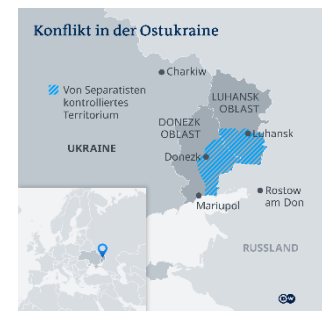 Konflikt in der Ostukraine
Charkiw
Von Separatisten
kontrolliertes
Territorium
LUHANSK
OBLAST
DONEZK
OBLAST
Luhansk
UKRAINE
Donezk
Rostow
am Don
Mariupol
RUSSLAND
DW